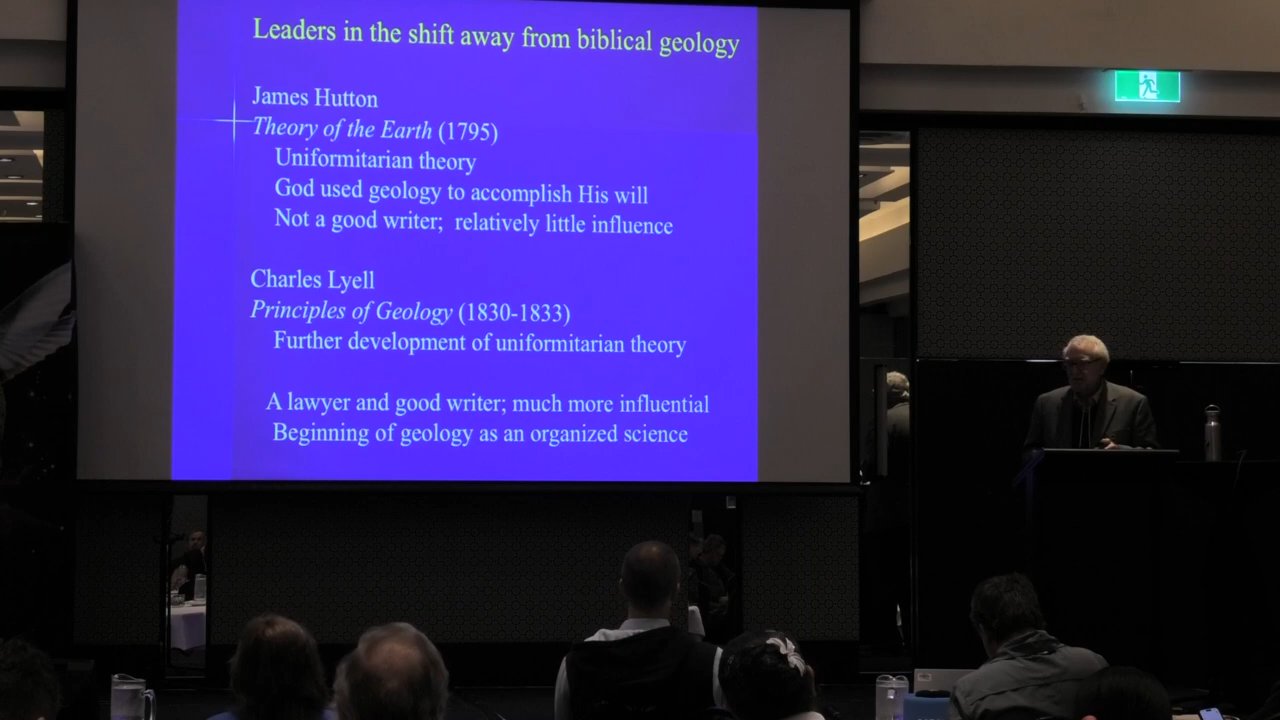 Leaders in the shift away from biblical geology
James Hutton
Theory of the Earth (1795)
Uniformitarian theory
God used geology to accomplish His will
Not a good writer;  relatively little influence
Charles Lyell
Principles of Geology (1830-1833)
Further development of uniformitarian theory
A lawyer and good writer; much more influential
Beginning of geology as an organized science